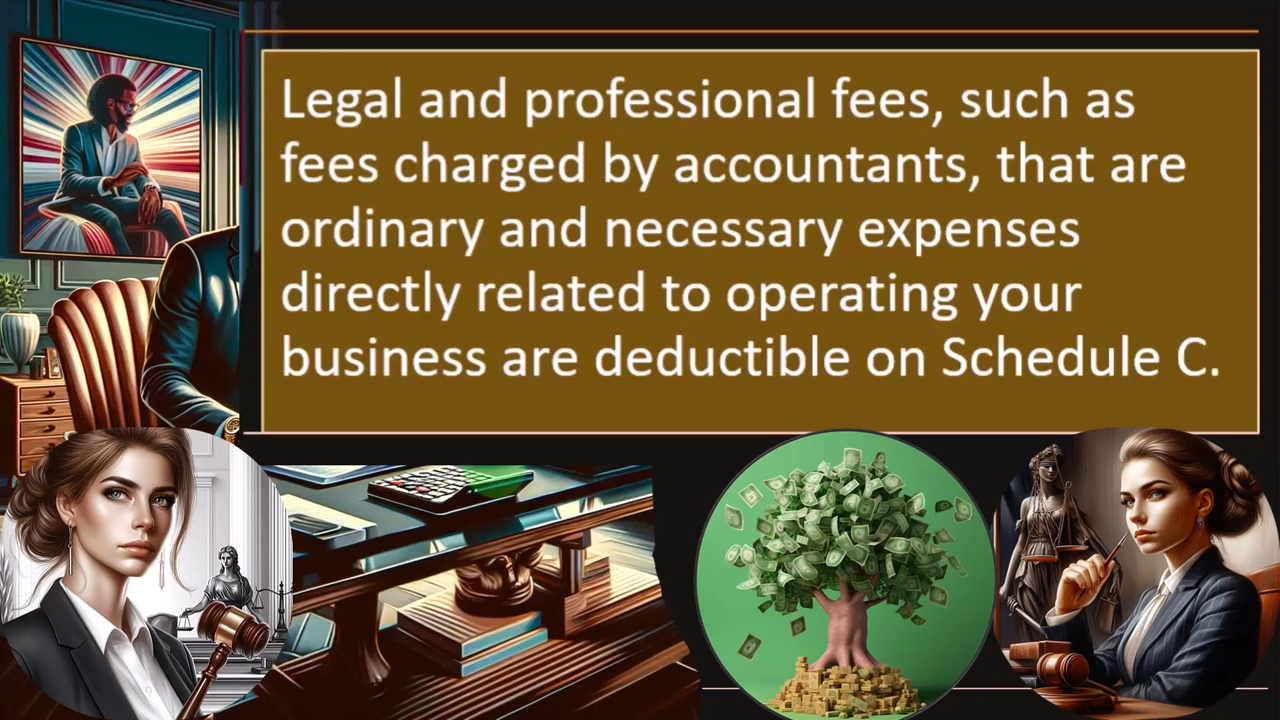 Legal and professional fees, such as
fees charged by accountants, that are
ordinary and necessary expenses
directly related to operating your
business are deductible on Schedule C.